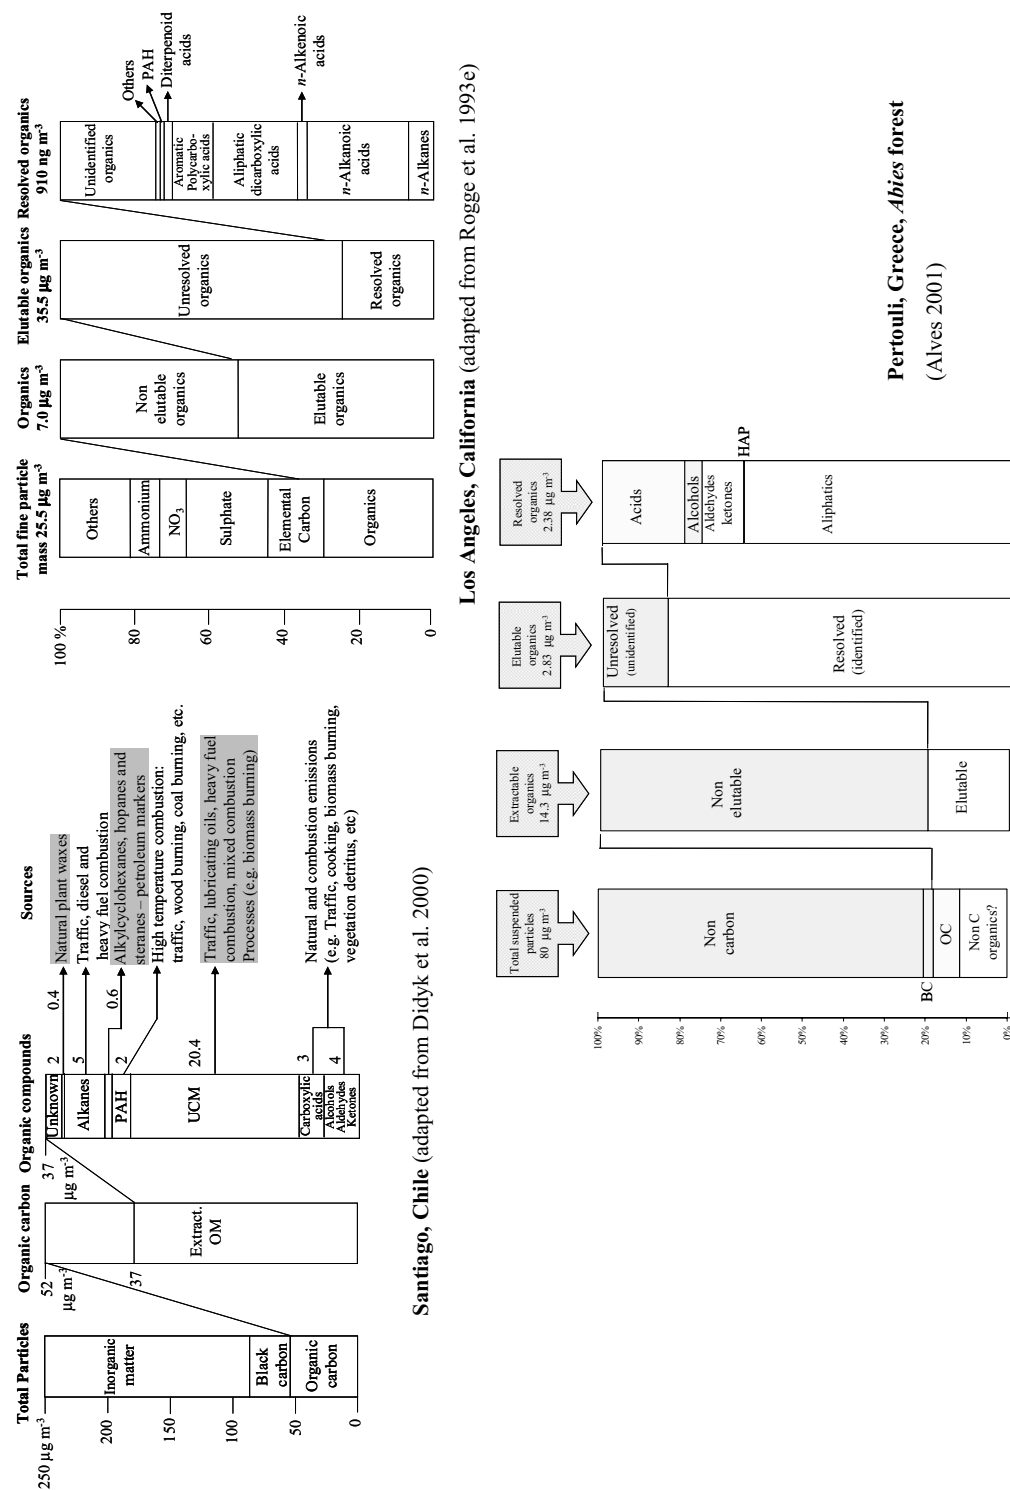 Total Particles
Organic carbon
Organic compounds
Sources
250 µg m-3
200
150
100
50
0
Inorganic
matter
Black
carbon
Organic
carbon
52
µg m-3
37
Extract.
OM
37
µg m-3
Unknown
Alkanes
PAH
UCM
Carboxylic
acids
Alcohols
Aldehydes
Ketones
2
0.4
5
0.6
2
20.4
3
4
Natural plant waxes
Traffic, diesel and
heavy fuel combustion
Alkylcyclohexanes, hopanes and
steranes – petroleum markers
High temperature combustion:
traffic, wood burning, coal burning, etc.
Traffic, lubricating oils, heavy fuel
combustion, mixed combustion
Processes (e.g. biomass burning)
Natural and combustion emissions
(e.g. Traffic, cooking, biomass burning,
vegetation detritus, etc)
Santiago, Chile (adapted from Didyk et al. 2000)
Total fine particle
mass 25.5 µg m-3
Organics
7.0 µg m-3
Elutable organics
35.5 µg m-3
Resolved organics
910 ng m-3
100 %
80
60
40
20
0
Others
Ammonium
NO3
Sulphate
Elemental
Carbon
Organics
Non
elutable
organics
Elutable
organics
Unresolved
organics
Resolved
organics
Unidentified
organics
Others
PAH
Diterpenoid
acids
Aromatic
Polycarbo-
xylic acids
Aliphatic
dicarboxylic
acids
n-Alkenoic
acids
n-Alkanoic
acids
n-Alkanes
Los Angeles, California (adapted from Rogge et al. 1993e)
Total suspended
particles
80 µg m-3
Extractable
organics
14.3 µg m-3
Elutable
organics
2.83 µg m-3
Resolved
organics
2.38 µg m-3
100%
90%
80%
70%
60%
50%
40%
30%
20%
10%
0%
Non
carbon
BC
OC
Non C
organics?
Non
elutable
Elutable
Unresolved
(unidentified)
Resolved
(identified)
Acids
Alcohols
Aldehydes
ketones
HAP
Aliphatics
Pertouli, Greece, Abies forest
(Alves 2001)